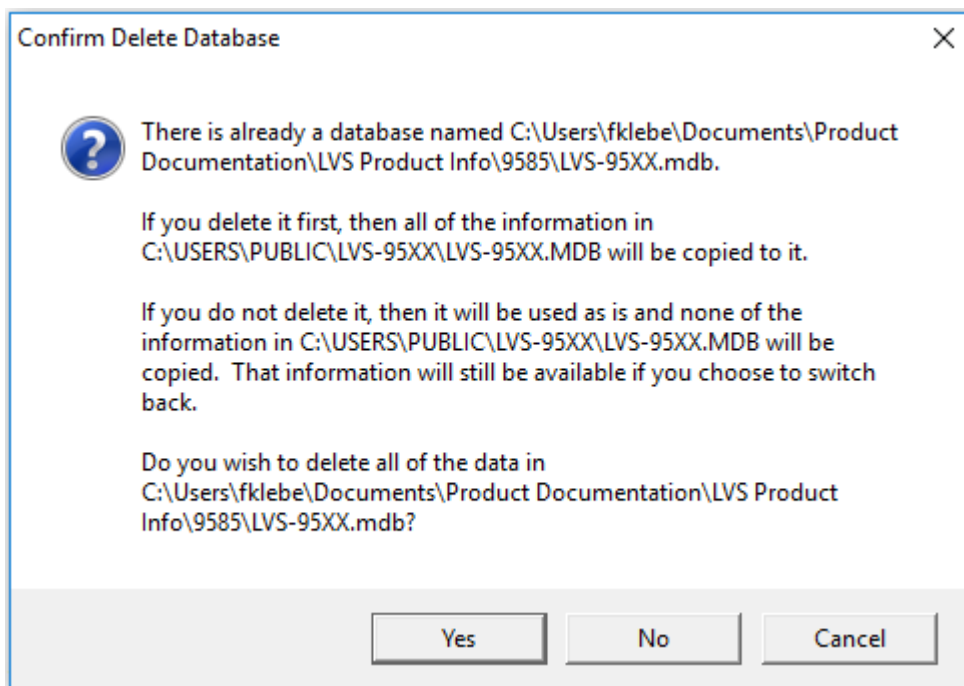 Confirm Delete Database
There is already a database named C:\Users\fklebe\Documents\Product
Documentation\LVS Product Info\9585\LVS-95XX.mdb.
If you delete it first, then all of the information in
C:\USERS\PUBLIC\LVS-95XX\LVS-95XX.MDB will be copied to it.
If you do not delete it, then it will be used as is and none of the
information in C:\USERS\PUBLIC\LVS-95XX\LVS-95XX.MDB will be
copied.  That information will still be available if you choose to switch
back.
Do you wish to delete all of the data in
C:\Users\fklebe\Documents\Product Documentation\LVS Product
Info\9585\LVS-95XX.mdb?
Yes No Cancel